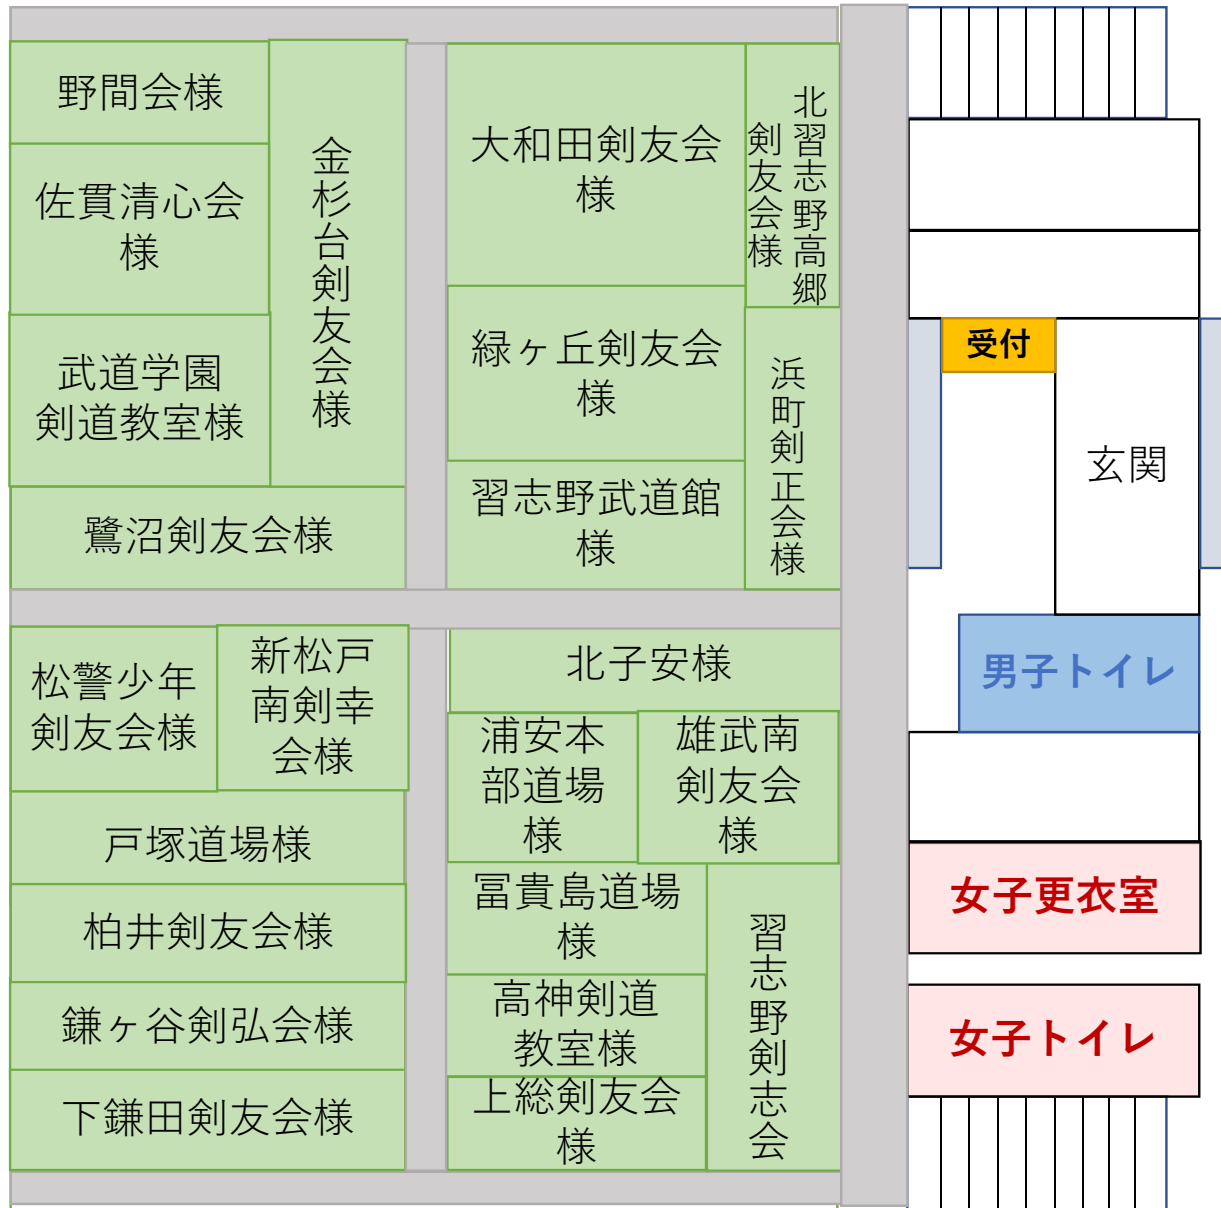 野間会様
佐貫清心会
様
武道学園
剣道教室様
金杉台剣友会様
鷺沼剣友会様
大和田剣友会
様
北習志野高郷
剣友会様
緑ヶ丘剣友会
様
習志野武道館
様
浜町剣正会様
受付
玄関
男子トイレ
女子更衣室
女子トイレ
松警少年
剣友会様
新松戸
南剣幸
会様
戸塚道場様
柏井剣友会様
鎌ヶ谷剣弘会様
下鎌田剣友会様
北子安様
浦安本
部道場
様
雄武南
剣友会
様
冨貴島道場
様
高神剣道
教室様
上総剣友会
様
習志野剣志会